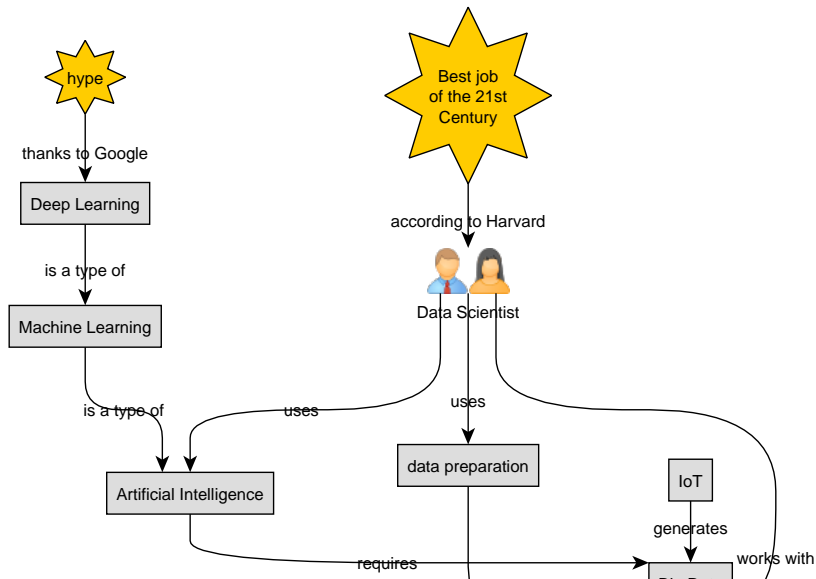 hype
Best job
of the 21st
Century
thanks to Google
Deep Learning
according to Harvard
is a type of
Data Scientist
Machine Learning
is a type of
uses
uses
data preparation
IoT
Artificial Intelligence
generates
requires
works with